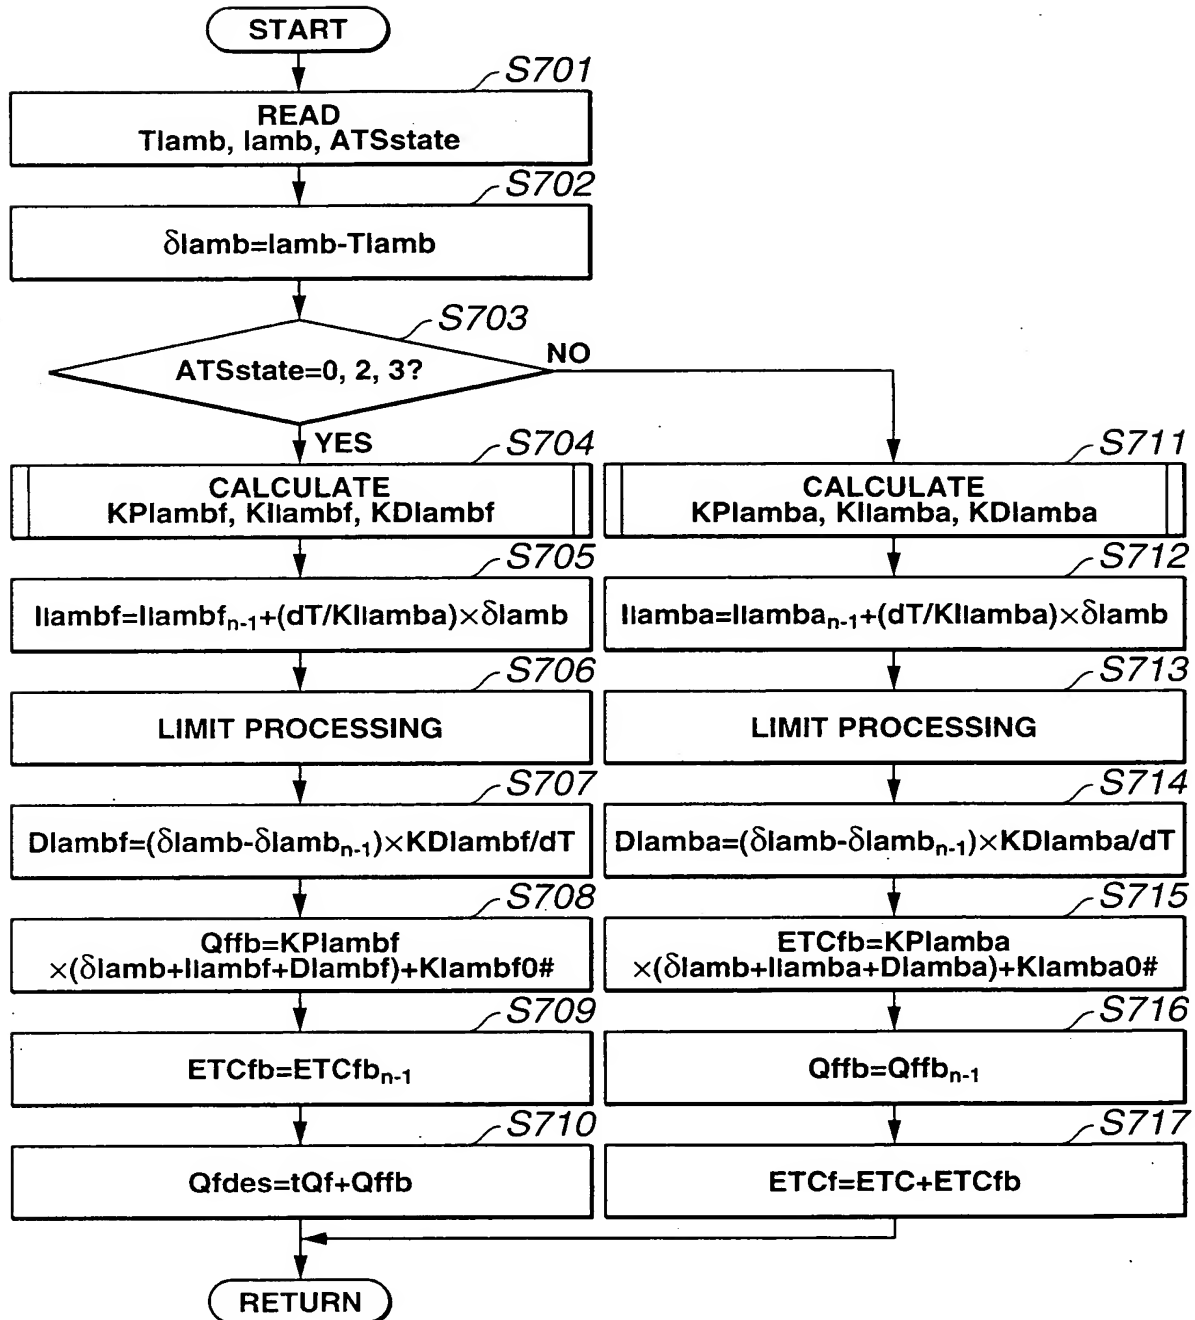 START
S701
READ
Tlamb, lamb, ATSstate
S702
δlamb=lamb-Tlamb
S703
ATSstate=0, 2, 3?
NO
YES
S704
CALCULATE
KPlambf, KIlambf, KDlambf
S705
Ilambf=Ilambfn-1+(dT/KIlamba)×δlamb
S706
LIMIT PROCESSING
S707
Dlambf=(δlamb-δlambn-1)×KDlambf/dT
S708
Qffb=KPlambf
×(δlamb+Ilambf+Dlambf)+Klambf0#
S709
ETCfb=ETCfbn-1
S710
Qfdes=tQf+Qffb
S711
CALCULATE
KPlamba, KIlamba, KDlamba
S712
Ilamba=Ilamban-1+(dT/KIlamba)×δlamb
S713
LIMIT PROCESSING
S714
Dlamba=(δlamb-δlambn-1)×KDlamba/dT
S715
ETCfb=KPlamba
×(δlamb+Ilamba+Dlamba)+Klamba0#
S716
Qffb=Qffbn-1
S717
ETCf=ETC+ETCfb
RETURN